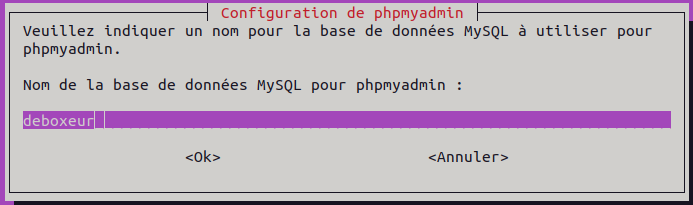 Configuration de phpmyadmin
Veuillez indiquer un nom pour la base de données MySQL à utiliser pour
phpmyadmin.
Nom de la base de données MySQL pour phpmyadmin :
deboxeur
<Ok> <Annuler>